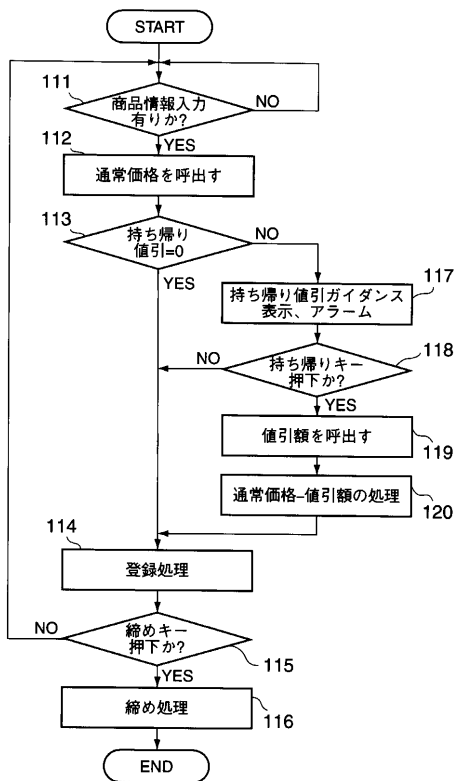 START
111
商品情報入力
有りか?
NO
YES
112
通常価格を呼出す
113
持ち帰り
値引=0
NO
YES
持ち帰り値引ガイダンス
表示、アラーム
117
持ち帰りキー
押下か?
118
NO
YES
値引額を呼出す
119
通常価格–値引額の処理
120
114
登録処理
締めキー
押下か?
NO
115
YES
締め処理
116
END